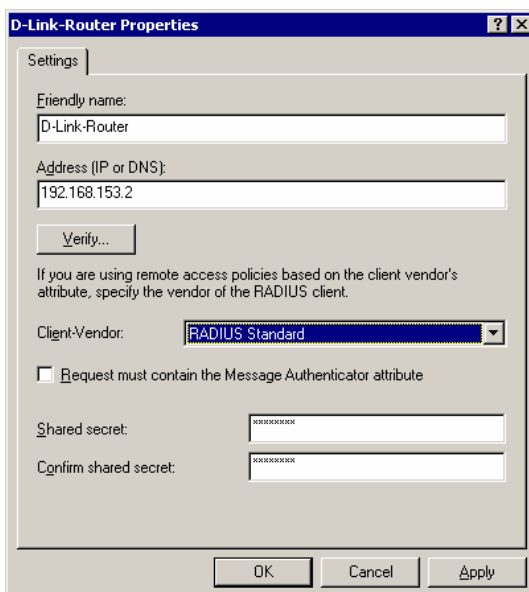 D-Link-Router Properties
Settings
Friendly name:
D-Link-Router
Address (IP or DNS):
192.168.153.2
Verify...
If you are using remote access policies based on the client vendor's
attribute, specify the vendor of the RADIUS client.
Client-Vendor:
RADIUS Standard
Request must contain the Message Authenticator attribute
Shared secret:
xxxxxxxx
Confirm shared secret:
xxxxxxxx
OK
Cancel
Apply